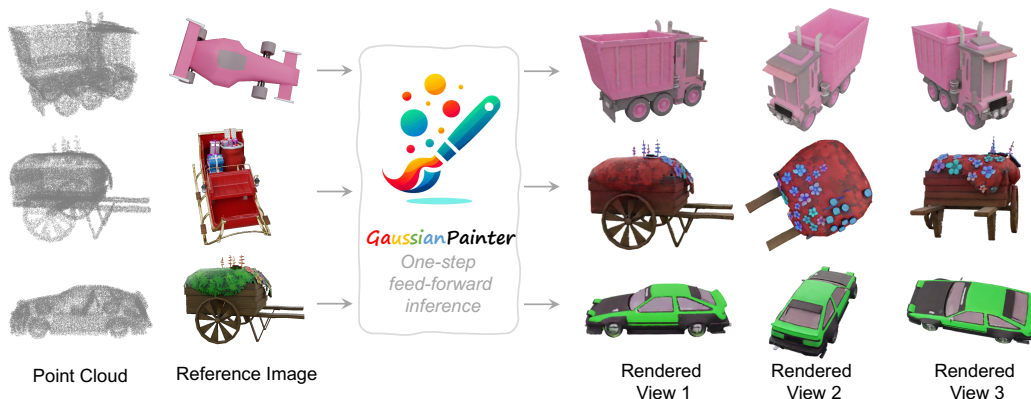 GaussianPainter
One-step
feed-forward
inference
Point Cloud
Reference Image
Rendered
View 1
Rendered
View 2
Rendered
View 3